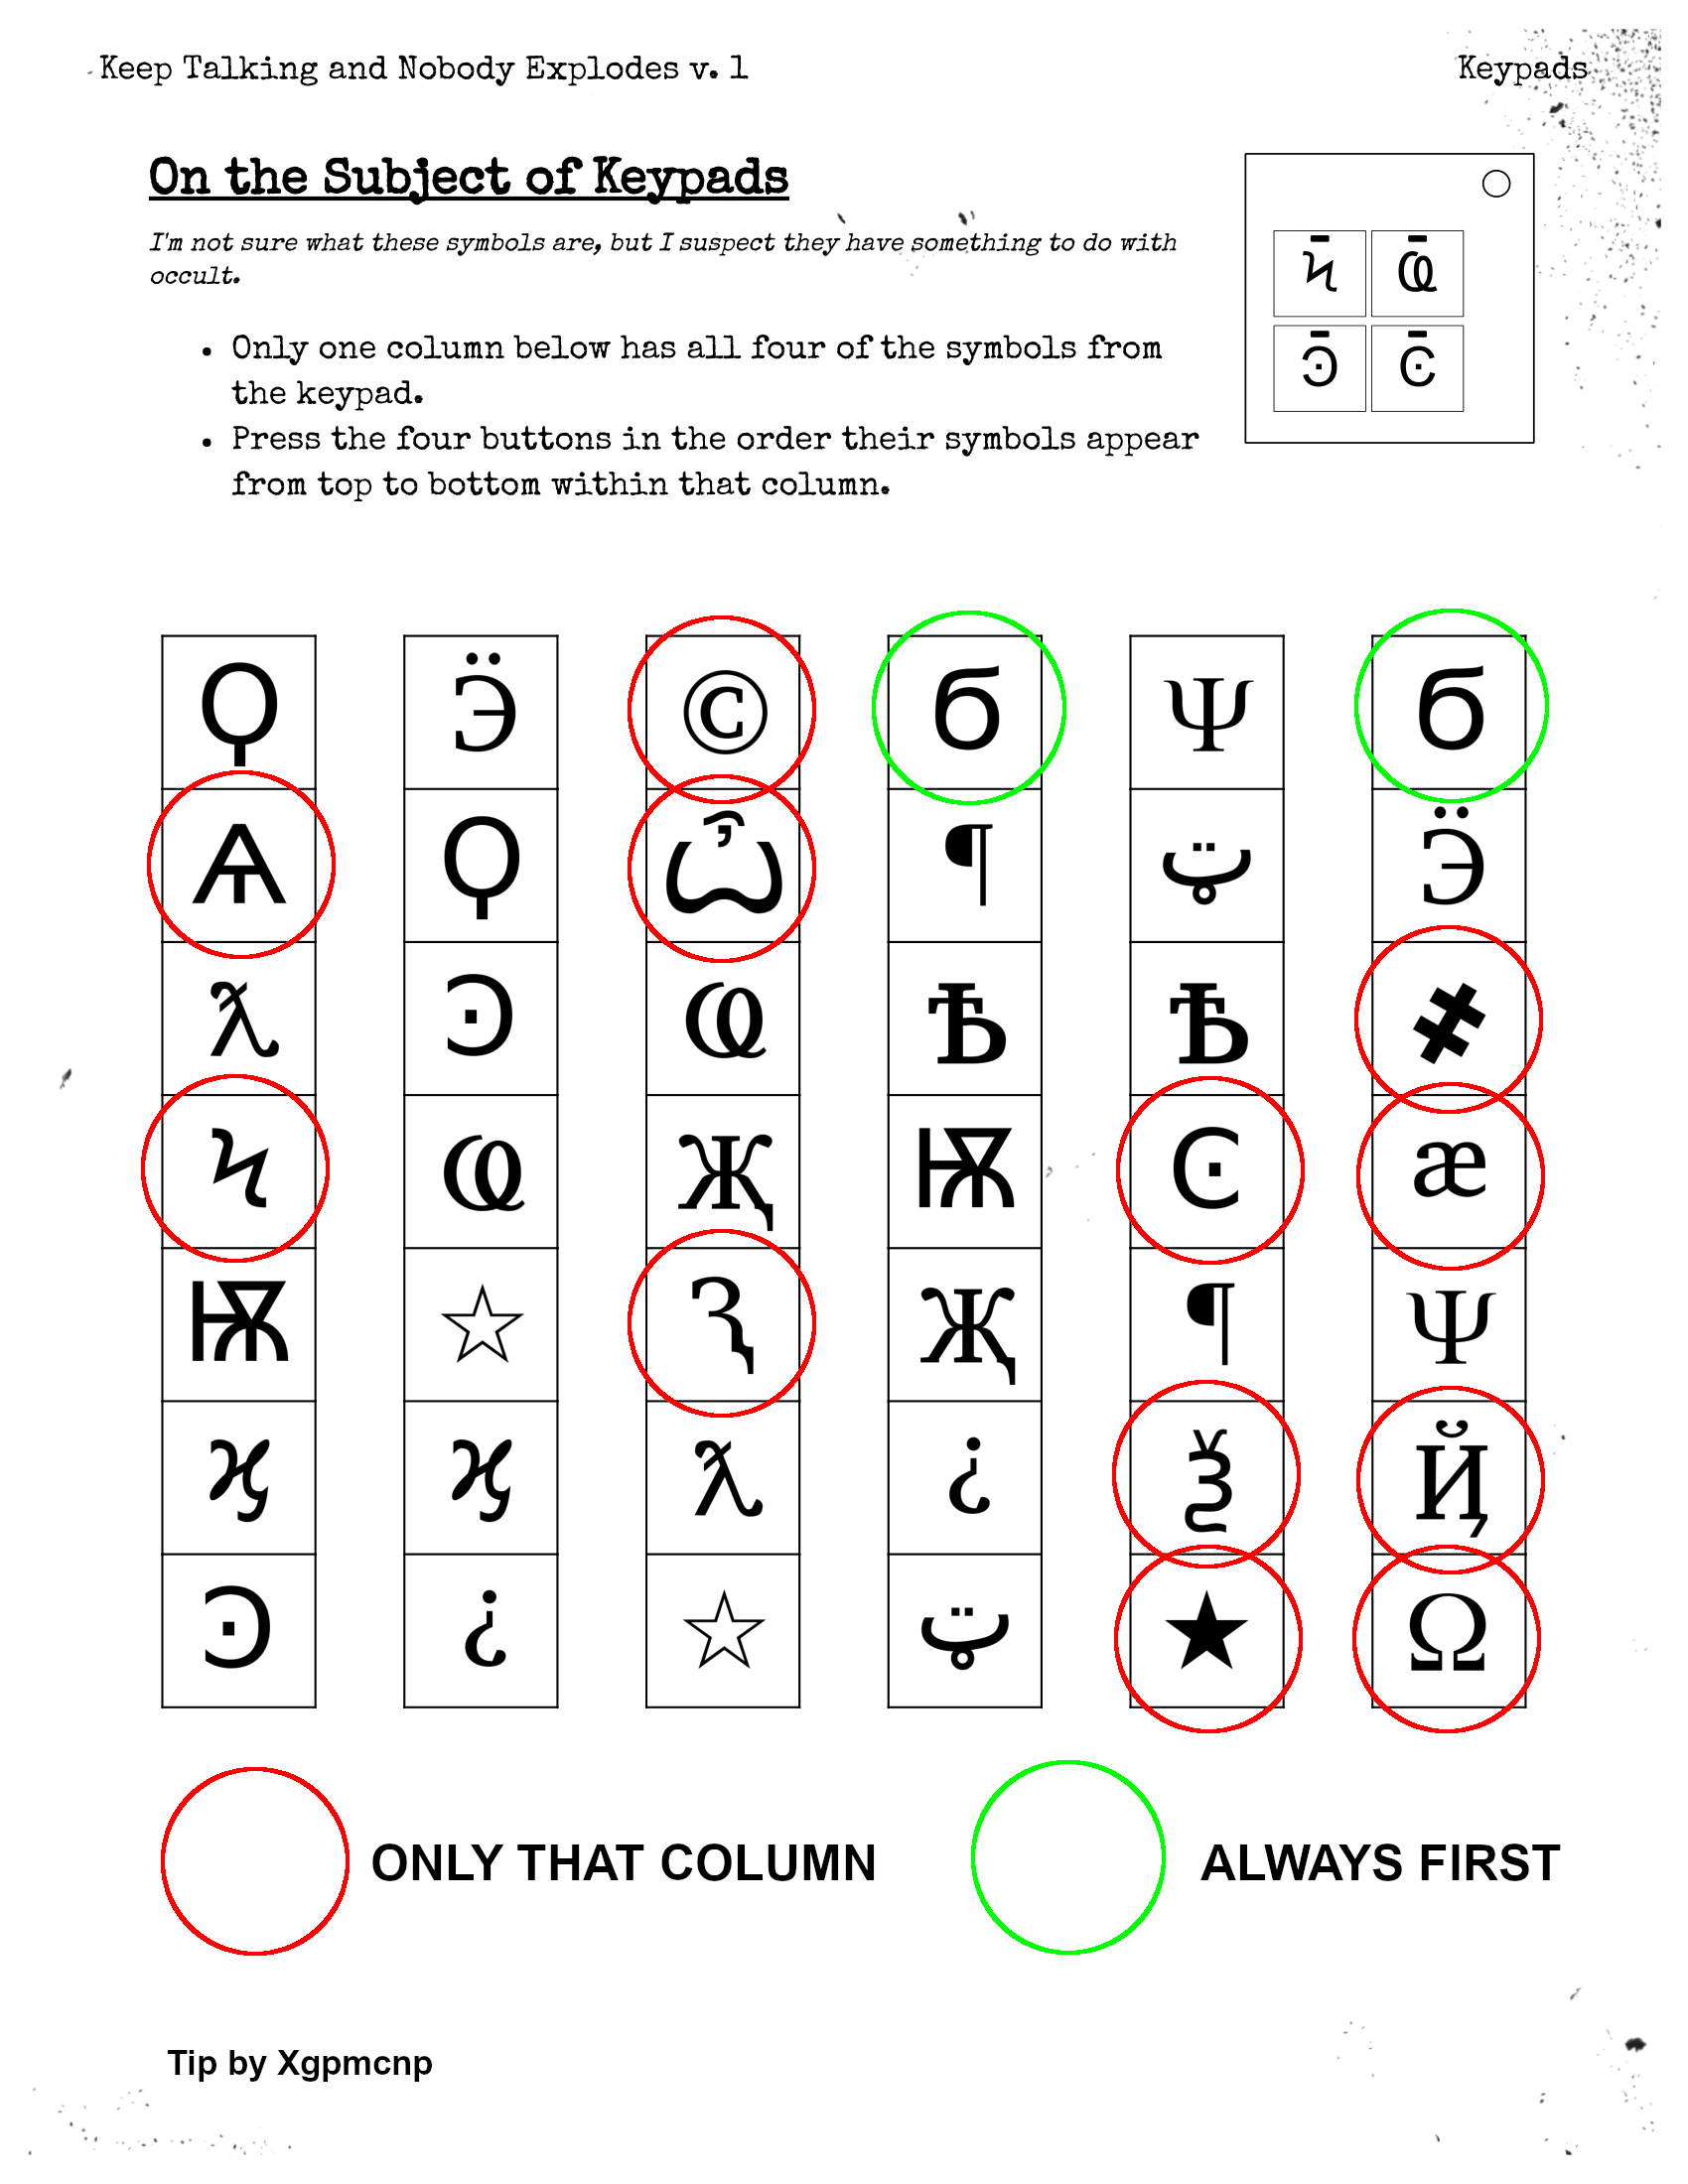 Keep Talking and Nobody Explodes v. 1
Keypads
On the Subject of Keypads
I'm not sure what these symbols are, but I suspect they have something to do with
occult.
• Only one column below has all four of the symbols from
the keypad.
• Press the four buttons in the order their symbols appear
from top to bottom within that column.
Ϟ Ҩ
Ͽ Ͼ
Ϙ Ӭ © Ϭ Ψ Ϭ
Ѧ Ϙ Ѽ ¶ ټ Ӭ
ƛ Ͽ Ҩ Ѣ Ѣ ҂
Ϟ Ҩ Җ Ѭ Ͼ æ
Ѭ ☆ Ԇ Җ ¶ Ψ
ϗ ϗ ƛ ¿ Ѯ Ҋ
Ͽ ¿ ☆ ټ ★ Ω
ONLY THAT COLUMN
ALWAYS FIRST
Tip by Xgpmcnp